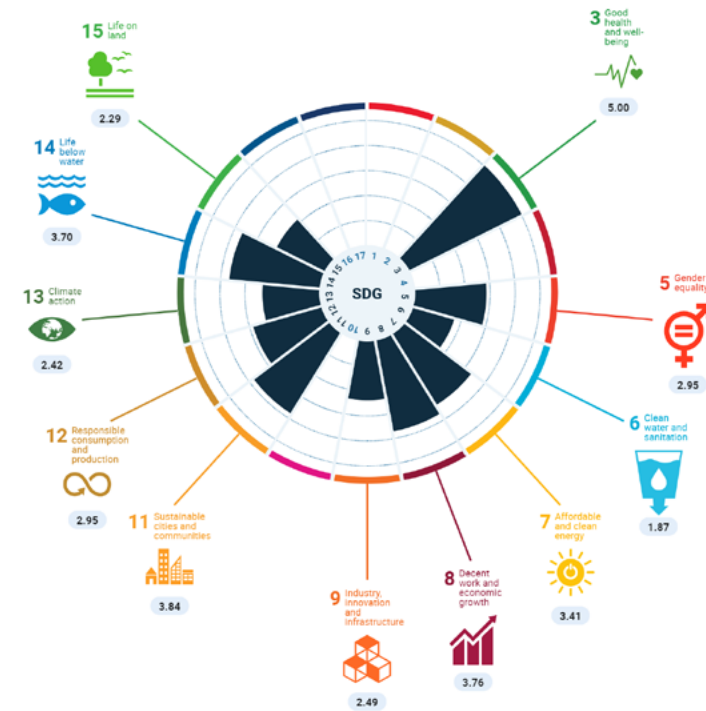 15 Life on
land
2.29
3 Good
health
and well-
being
5.00
14 Life
below
water
3.70
13 Climate
action
2.42
5 Gender
equality
2.95
12 Responsible
consumption
and
production
2.95
6 Clean
water and
sanitation
1.87
11 Sustainable
cities and
communities
3.84
7 Affordable
and clean
energy
3.41
9 Industry,
innovation
and
infrastructure
2.49
8 Decent
work and
economic
growth
3.76
SDG
1
2
3
4
5
6
7
8
9
10
11
12
13
14
15
16
17